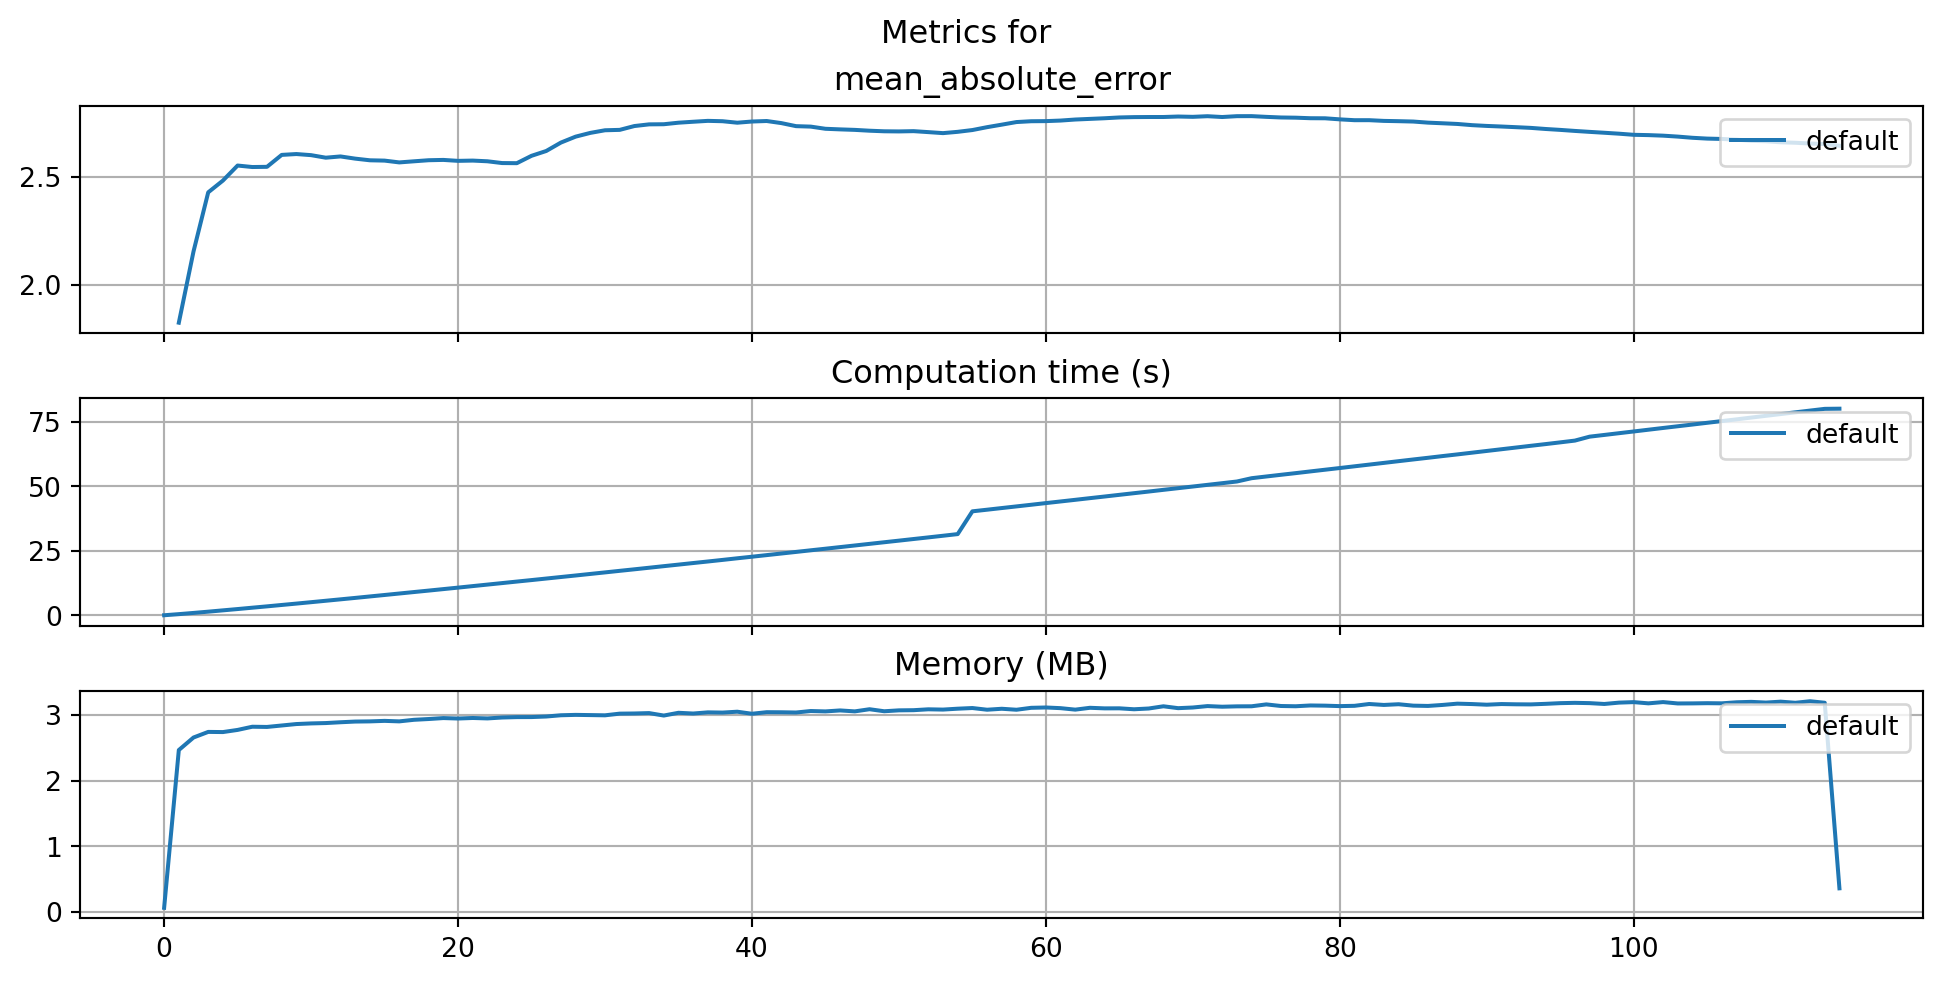 Metrics for
mean_absolute_error
2.5
2.0
default
Computation time (s)
75
50
25
0
default
Memory (MB)
3
2
1
0
default
0 20 40 60 80 100